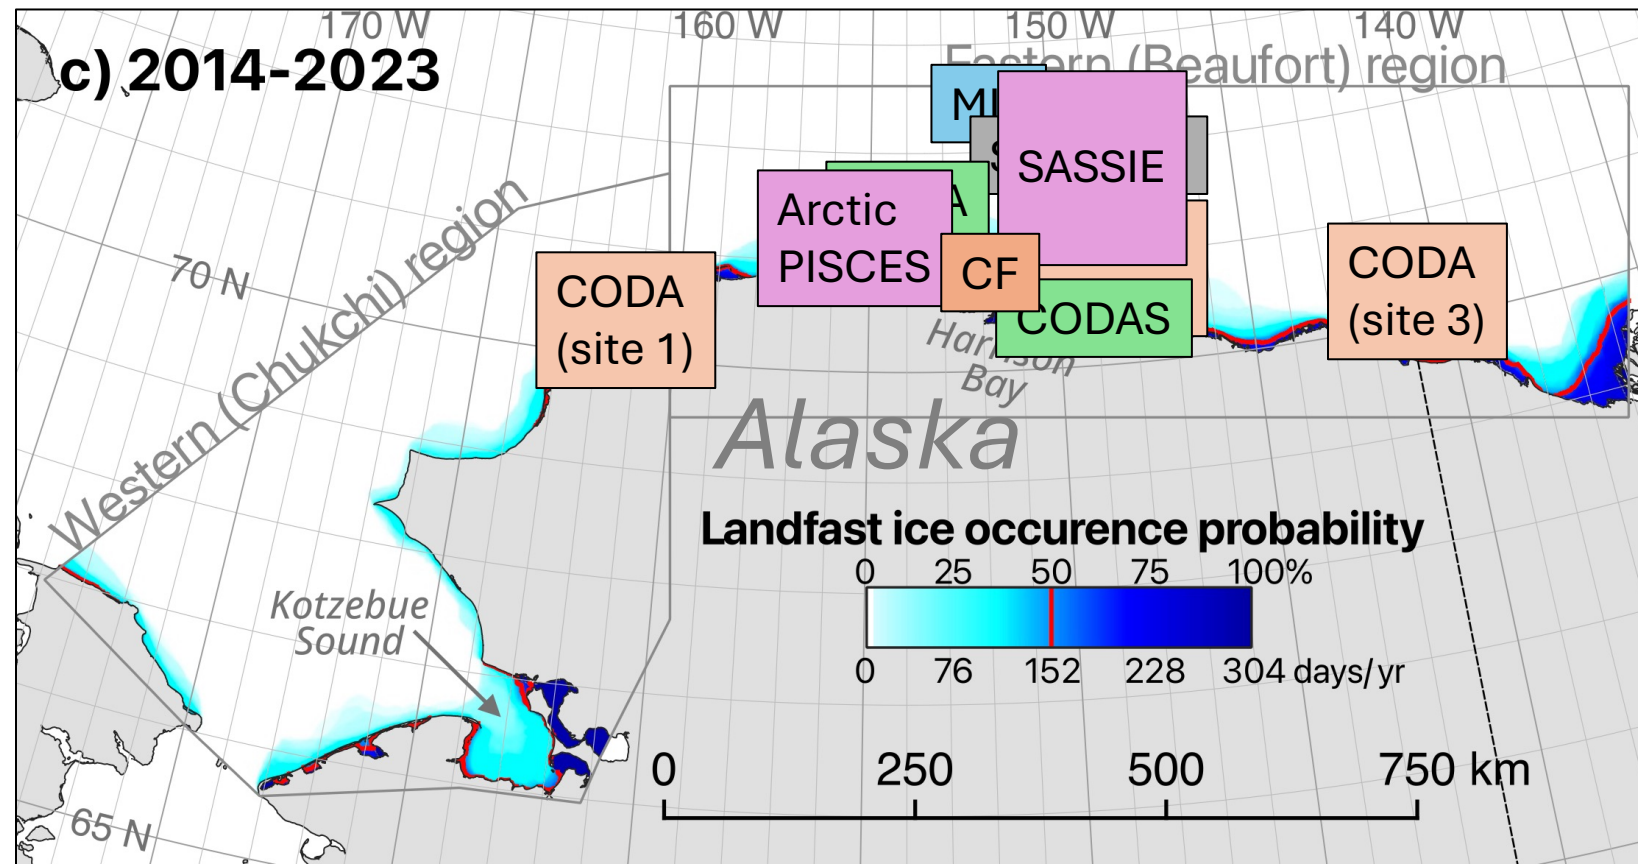 170 W
160 W
150 W
140 W
c) 2014-2023
Eastern (Beaufort) region
SASSIE
Arctic
PISCES
A
CF
CODAS
CODA
(site 1)
CODA
(site 3)
70 N
Western (Chukchi) region
Harrison
Bay
Alaska
Landfast ice occurence probability
0 25 50 75 100%
0 76 152 228 304 days/yr
Kotzebue
Sound
0 250 500 750 km
65 N